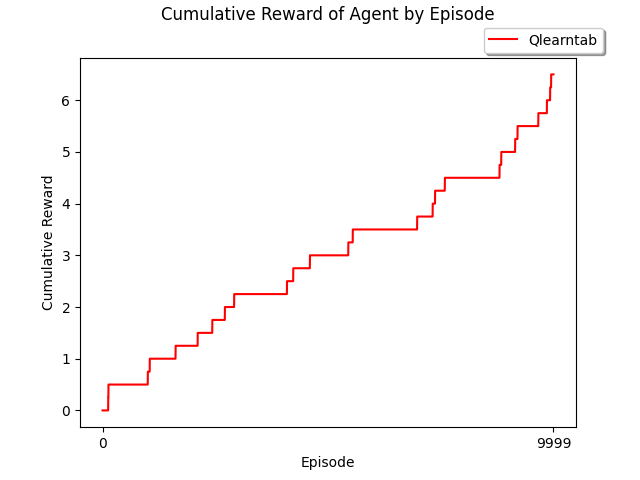 Cumulative Reward of Agent by Episode
Qlearntab
6
5
4
3
2
1
0
Cumulative Reward
0 9999
Episode